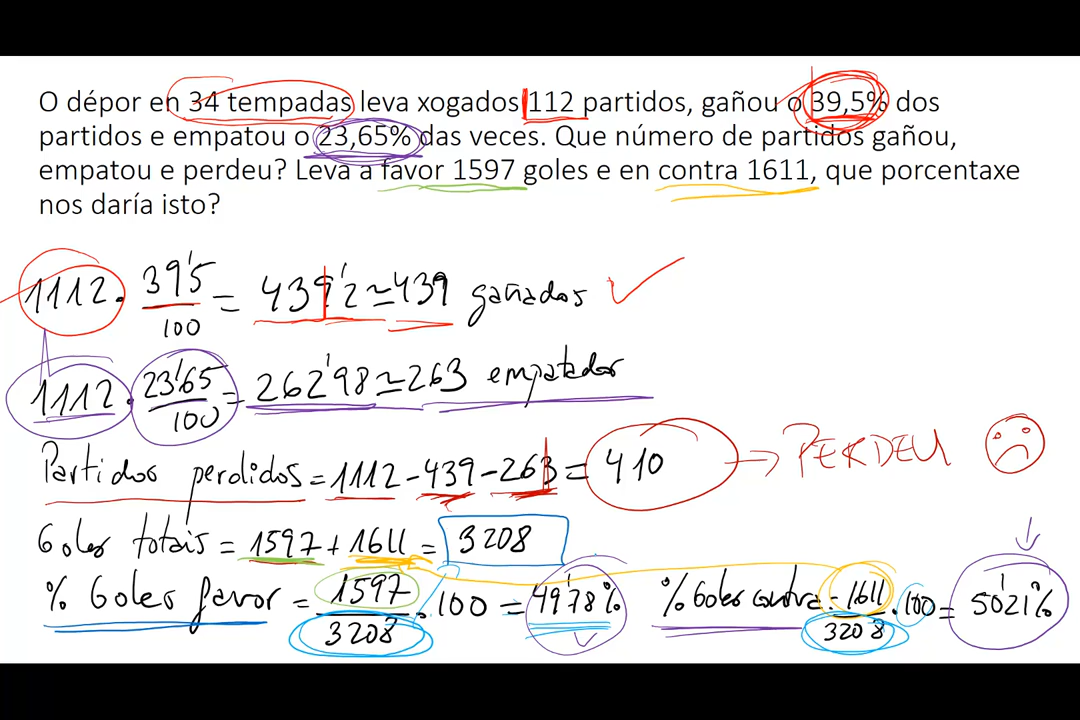 O dépor en 34 tempadas leva xogados 112 partidos, gañou o 39,5% dos
partidos e empatou o 23,65% das veces. Que número de partidos gañou,
empatou e perdeu? Leva a favor 1597 goles e en contra 1611, que porcentaxe
nos daría isto?
1112 · 39'5/100 = 439'2 ≃ 439 gañados ✓
1112 · 23'65/100 = 262'98 ≃ 263 empatados
Partidos perdidos = 1112 - 439 - 263 = 410 → PERDEU
Goles totais = 1597 + 1611 = 3208
% Goles favor = 1597/3208 · 100 = 49'78% % Goles contra = 1611/3208 · 100 = 50'21%